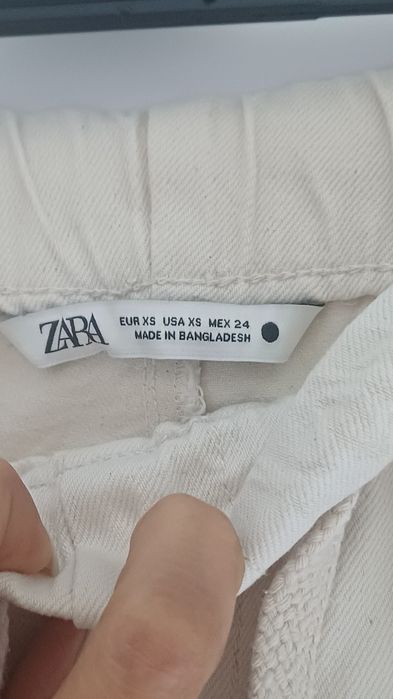 ZARA
EUR XS USA XS MEX 24
MADE IN BANGLADESH